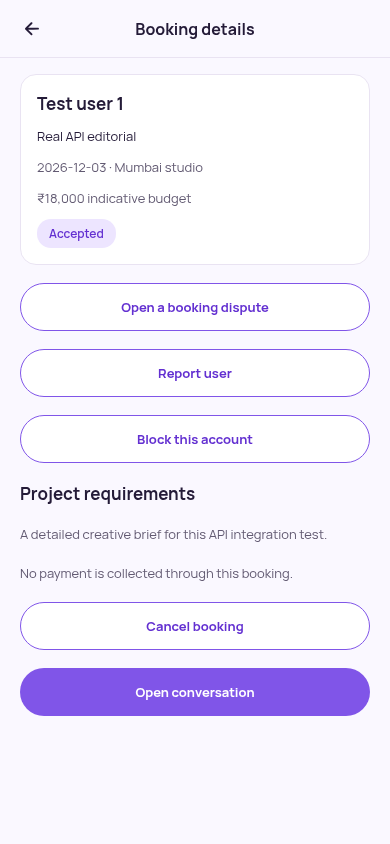 Booking details
Test user 1
Real API editorial
2026-12-03 · Mumbai studio
₹18,000 indicative budget
Accepted
Open a booking dispute
Report user
Block this account
Project requirements
A detailed creative brief for this API integration test.
No payment is collected through this booking.
Cancel booking
Open conversation